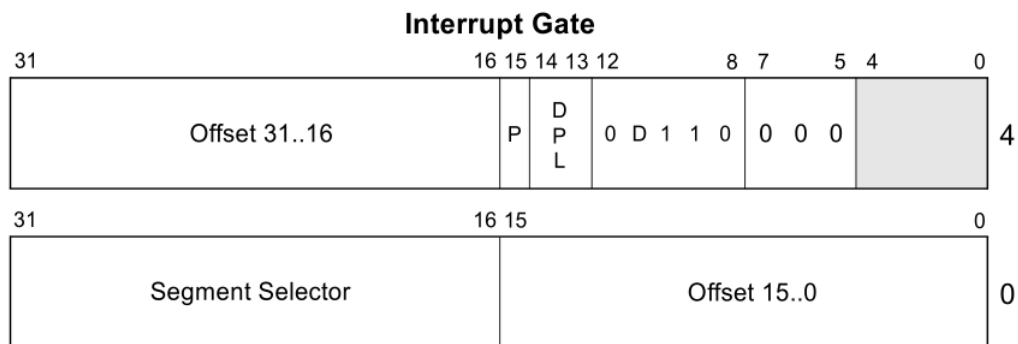 Interrupt Gate
31 16 15 14 13 12 8 7 5 4 0
Offset 31..16 P D P L 0 D 1 1 0 0 0 0 4
31 16 15 0
Segment Selector Offset 15..0 0